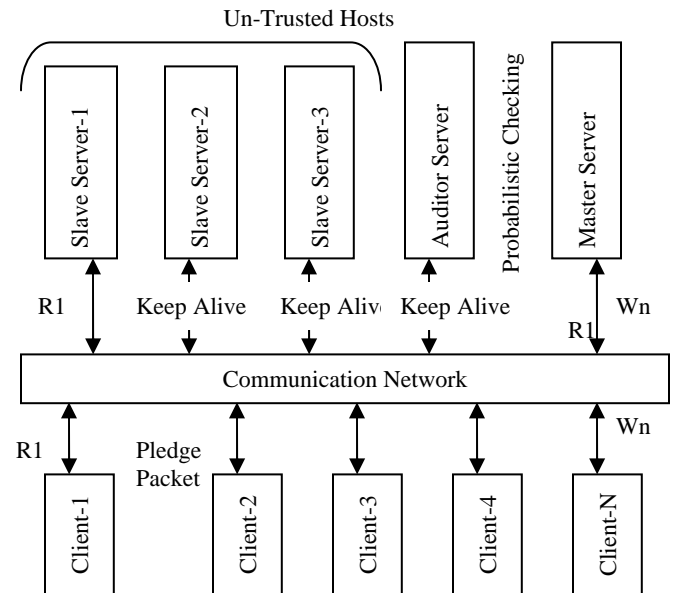 Un-Trusted Hosts
Slave Server-1
Slave Server-2
Slave Server-3
Auditor Server
Probabilistic Checking
Master Server
R1
Keep Alive
Keep Aliv
Keep Alive
Wn
R1
Communication Network
R1
Pledge
Packet
Wn
Client-1
Client-2
Client-3
Client-4
Client-N